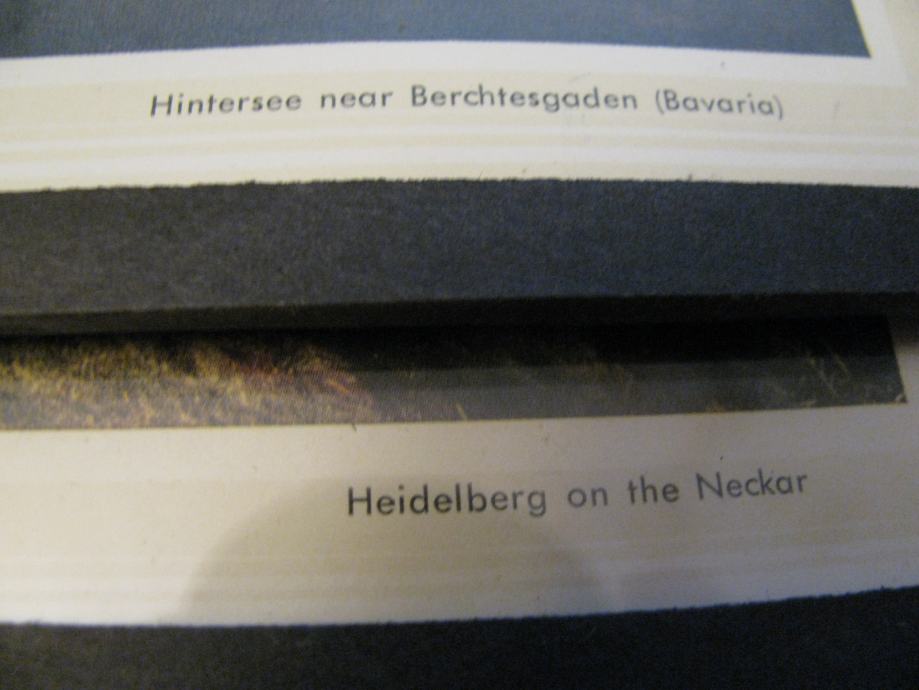 Hintersee near Berchtesgaden (Bavaria)
Heidelberg on the Neckar